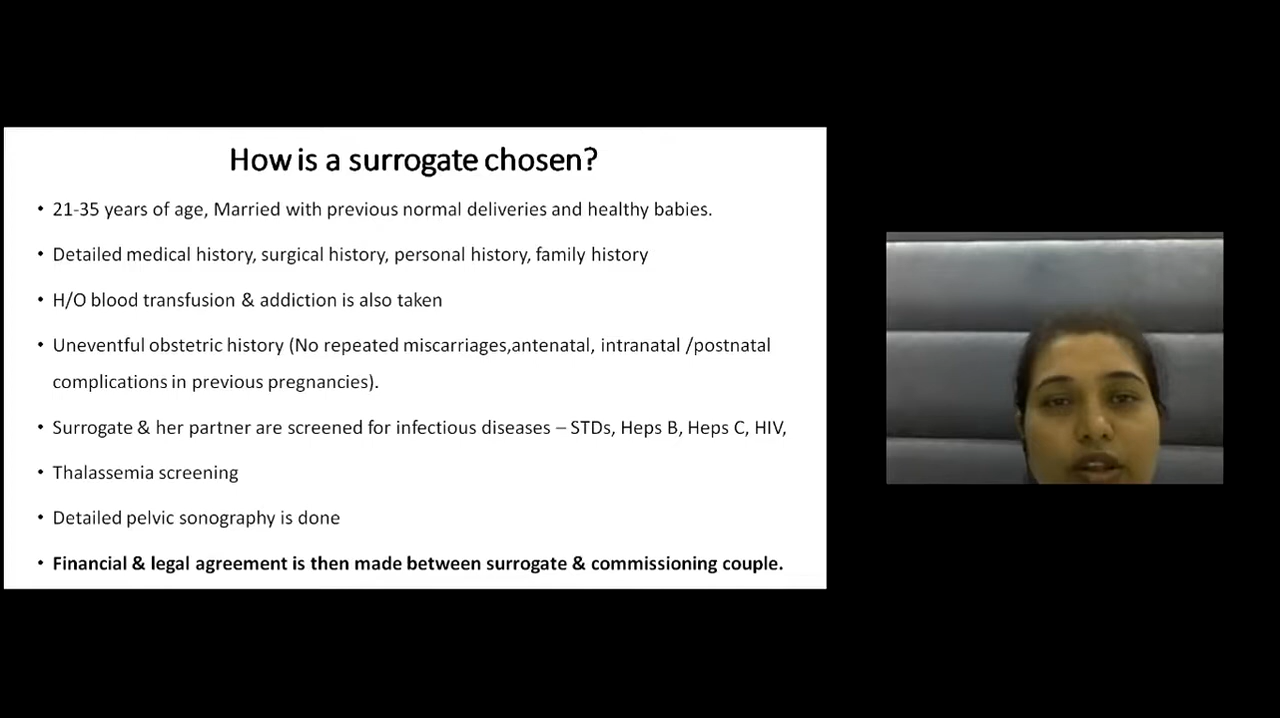 How is a surrogate chosen?
• 21-35 years of age, Married with previous normal deliveries and healthy babies.
• Detailed medical history, surgical history, personal history, family history
• H/O blood transfusion & addiction is also taken
• Uneventful obstetric history (No repeated miscarriages,antenatal, intranatal /postnatal
complications in previous pregnancies).
• Surrogate & her partner are screened for infectious diseases – STDs, Heps B, Heps C, HIV,
• Thalassemia screening
• Detailed pelvic sonography is done
• Financial & legal agreement is then made between surrogate & commissioning couple.